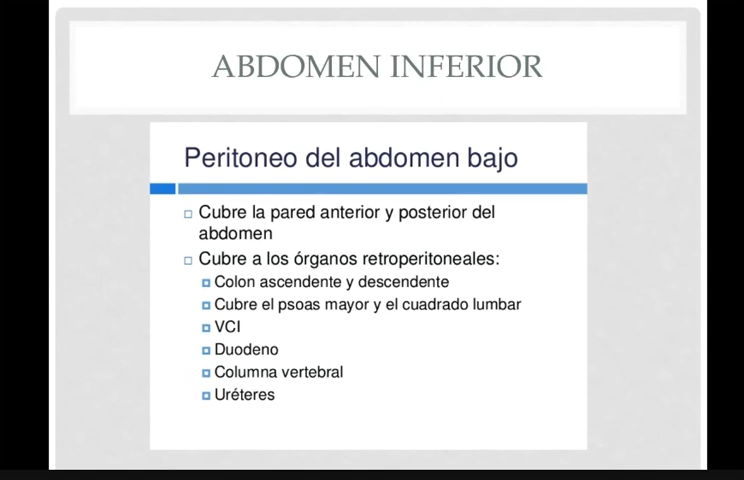 ABDOMEN INFERIOR
Peritoneo del abdomen bajo
Cubre la pared anterior y posterior del
abdomen
Cubre a los órganos retroperitoneales:
Colon ascendente y descendente
Cubre el psoas mayor y el cuadrado lumbar
VCI
Duodeno
Columna vertebral
Uréteres